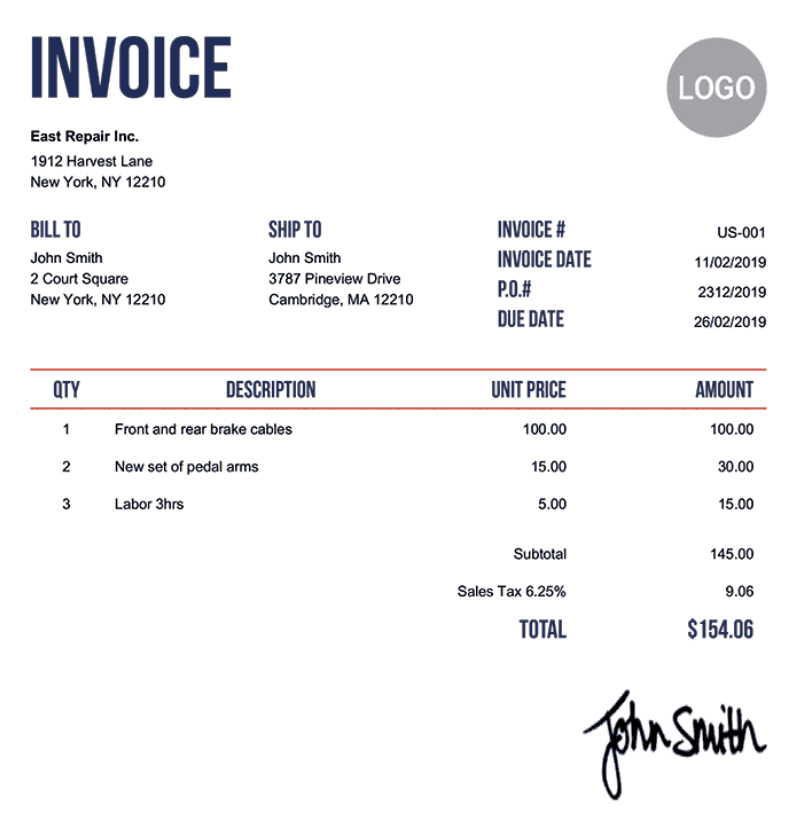 INVOICE
LOGO
East Repair Inc.
1912 Harvest Lane
New York, NY 12210
BILL TO
John Smith
2 Court Square
New York, NY 12210
SHIP TO
John Smith
3787 Pineview Drive
Cambridge, MA 12210
INVOICE # US-001
INVOICE DATE 11/02/2019
P.O.# 2312/2019
DUE DATE 26/02/2019
QTY DESCRIPTION UNIT PRICE AMOUNT
1 Front and rear brake cables 100.00 100.00
2 New set of pedal arms 15.00 30.00
3 Labor 3hrs 5.00 15.00
Subtotal 145.00
Sales Tax 6.25% 9.06
TOTAL $154.06
John Smith